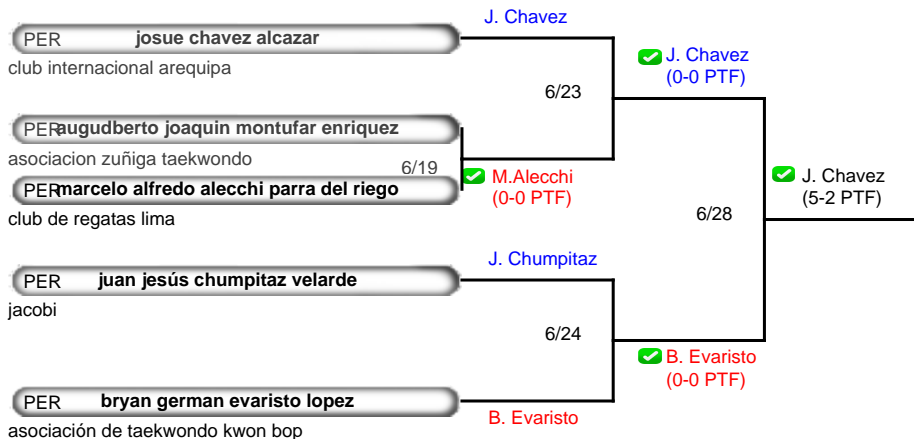 J. Chavez
PER josue chavez alcazar
club internacional arequipa
6/23
J. Chavez
(0-0 PTF)
PER augudberto joaquin montufar enriquez
asociacion zuñiga taekwondo
6/19
M.Alecchi
(0-0 PTF)
PER marcelo alfredo alecchi parra del riego
club de regatas lima
6/28
J. Chavez
(5-2 PTF)
J. Chumpitaz
PER juan jesús chumpitaz velarde
jacobi
6/24
B. Evaristo
(0-0 PTF)
PER bryan german evaristo lopez
B. Evaristo
asociación de taekwondo kwon bop